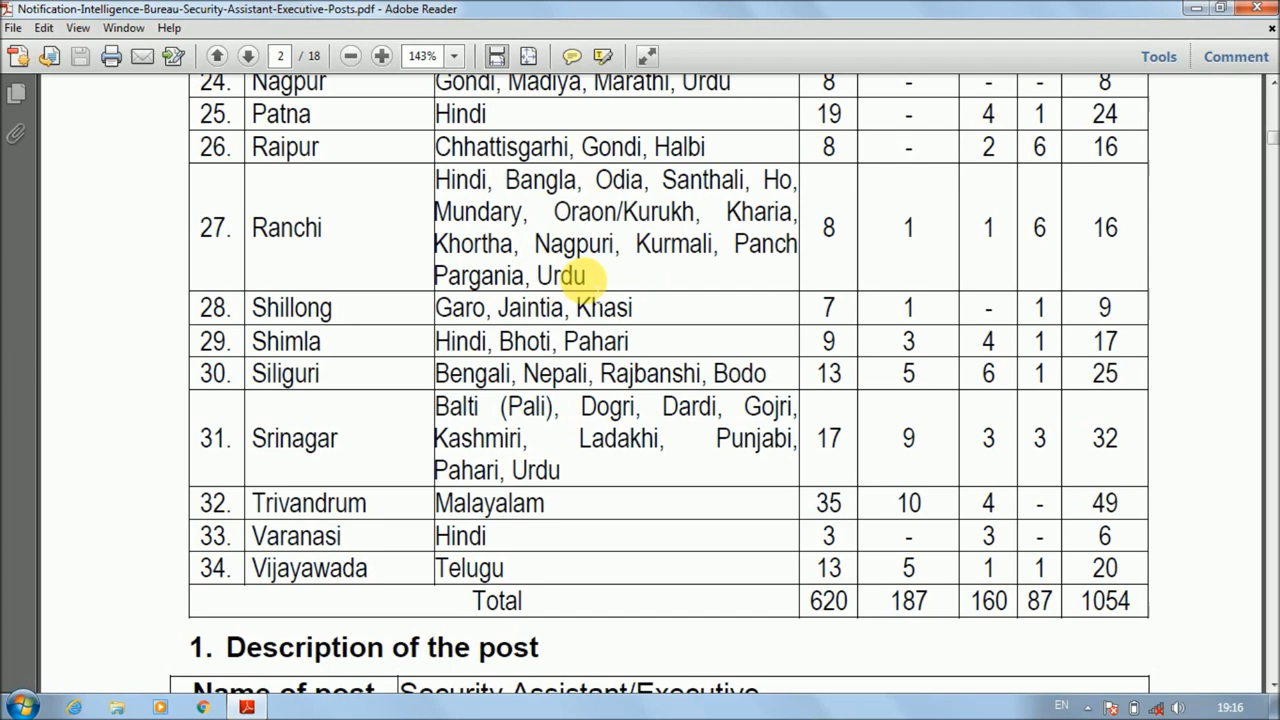 Notification-Intelligence-Bureau-Security-Assistant-Executive-Posts.pdf - Adobe Reader
File Edit View Window Help
2 / 18 143% Tools Comment
24. Nagpur Gondi, Madiya, Marathi, Urdu 8 - - - 8
25. Patna Hindi 19 - 4 1 24
26. Raipur Chhattisgarhi, Gondi, Halbi 8 - 2 6 16
Hindi, Bangla, Odia, Santhali, Ho,
Mundary, Oraon/Kurukh, Kharia,
27. Ranchi 8 1 1 6 16
Khortha, Nagpuri, Kurmali, Panch
Pargania, Urdu
28. Shillong Garo, Jaintia, Khasi 7 1 - 1 9
29. Shimla Hindi, Bhoti, Pahari 9 3 4 1 17
30. Siliguri Bengali, Nepali, Rajbanshi, Bodo 13 5 6 1 25
Balti (Pali), Dogri, Dardi, Gojri,
31. Srinagar Kashmiri, Ladakhi, Punjabi, 17 9 3 3 32
Pahari, Urdu
32. Trivandrum Malayalam 35 10 4 - 49
33. Varanasi Hindi 3 - 3 - 6
34. Vijayawada Telugu 13 5 1 1 20
Total 620 187 160 87 1054
1. Description of the post
Name of post Security Assistant/Executive
EN 19:16